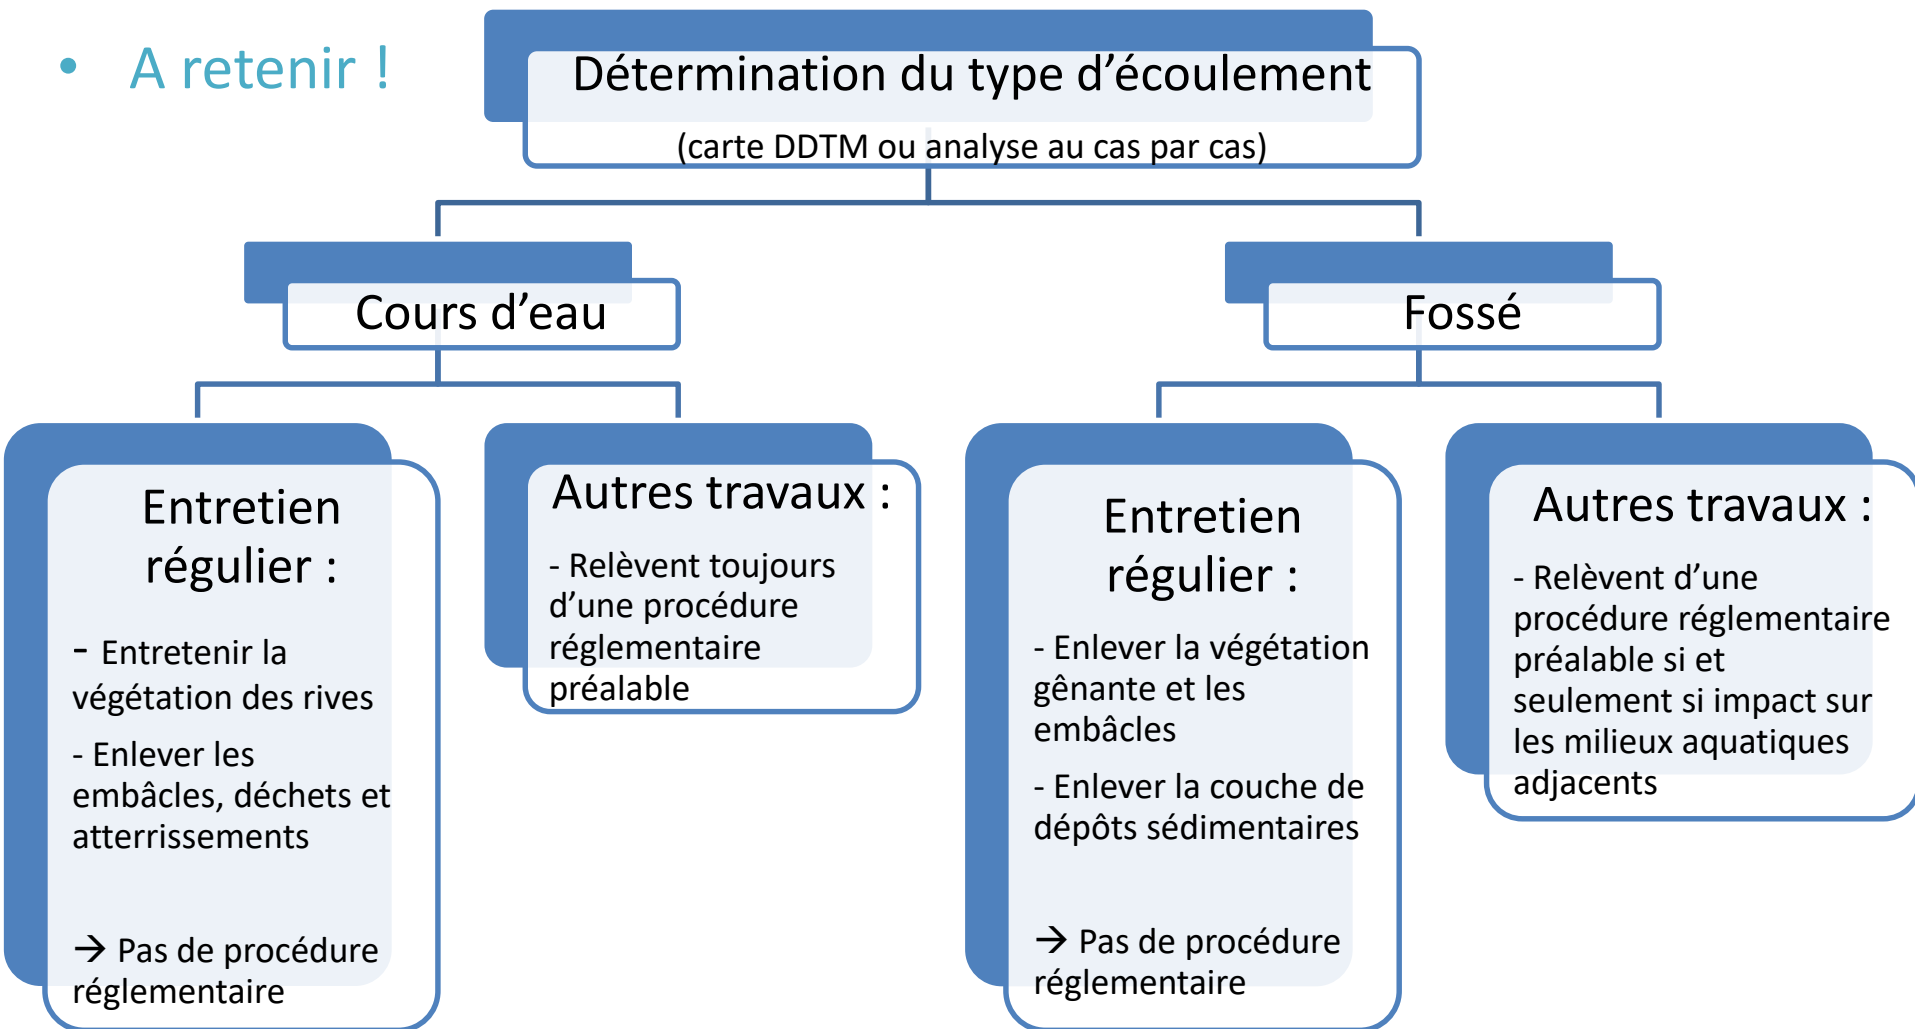 • A retenir !
Détermination du type d’écoulement
(carte DDTM ou analyse au cas par cas)
Cours d’eau
Fossé
Entretien
régulier :
- Entretenir la
végétation des rives
- Enlever les
embâcles, déchets et
atterrissements
→ Pas de procédure
réglementaire
Autres travaux :
- Relèvent toujours
d’une procédure
réglementaire
préalable
Entretien
régulier :
- Enlever la végétation
gênante et les
embâcles
- Enlever la couche de
dépôts sédimentaires
→ Pas de procédure
réglementaire
Autres travaux :
- Relèvent d’une
procédure réglementaire
préalable si et
seulement si impact sur
les milieux aquatiques
adjacents